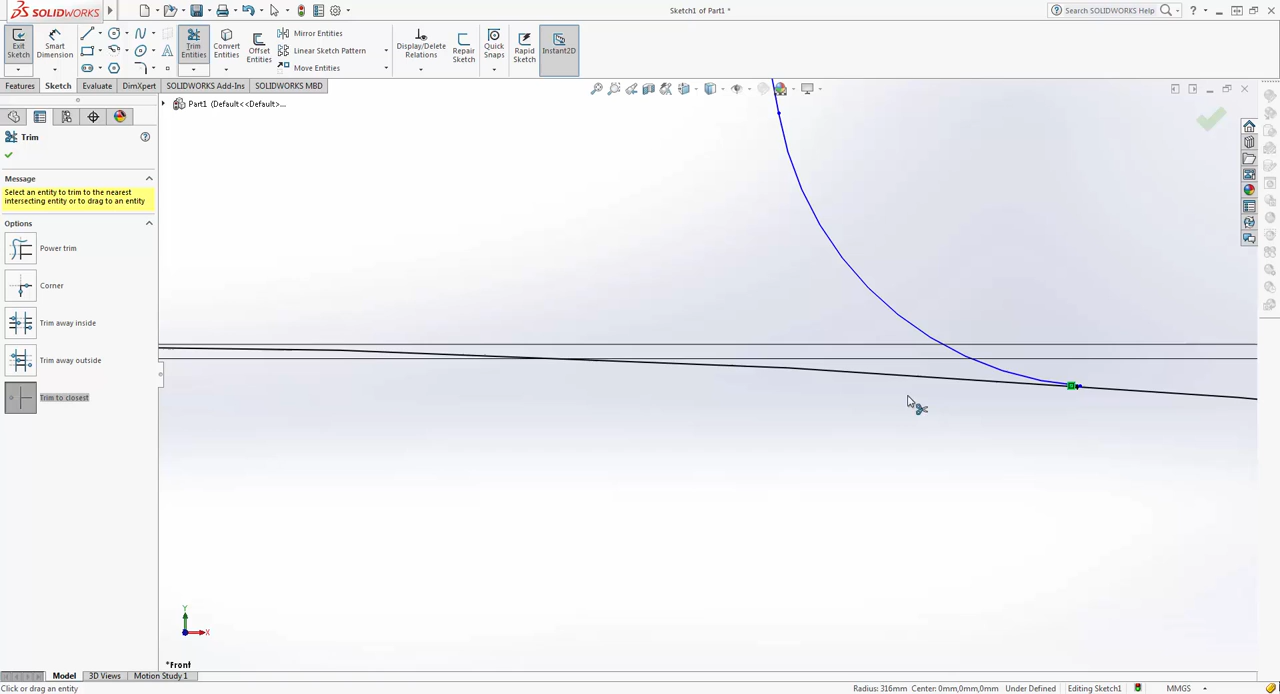 SOLIDWORKS
Sketch1 of Part1 *
Search SOLIDWORKS Help
Exit Sketch
Smart Dimension
Trim Entities
Convert Entities
Offset Entities
Mirror Entities
Linear Sketch Pattern
Move Entities
Display/Delete Relations
Repair Sketch
Quick Snaps
Rapid Sketch
Instant2D
Features
Sketch
Evaluate
DimXpert
SOLIDWORKS Add-Ins
SOLIDWORKS MBD
Part1 (Default<<Default>...
Trim
Message
Select an entity to trim to the nearest
intersecting entity or to drag to an entity
Options
Power trim
Corner
Trim away inside
Trim away outside
Trim to closest
Y
X
*Front
Model
3D Views
Motion Study 1
Click or drag an entity
Radius: 316mm Center: 0mm,0mm,0mm
Under Defined
Editing Sketch1
MMGS